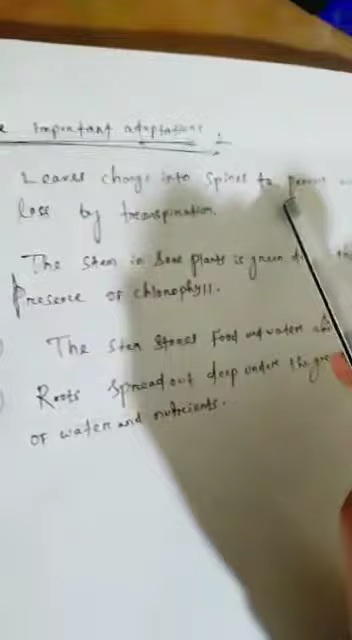 Important adaptations :
Leaves change into spines to
loss by transpiration.
The stem in some plants is green
Presence of chlorophyll.
The stem stores food and water
Roots spread out deep under the
of water and nutrients.